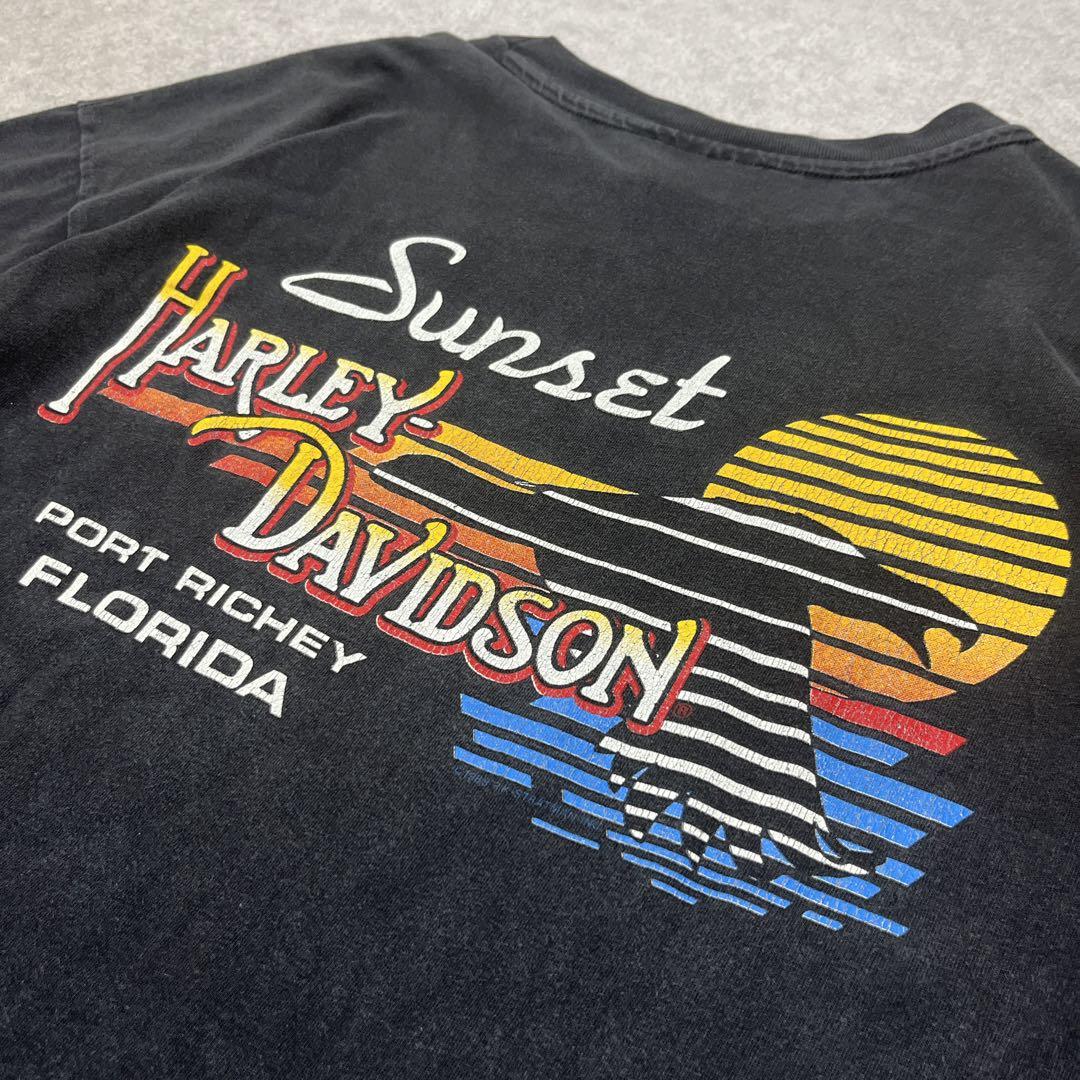 Sunset
HARLEY-
DAVIDSON®
PORT RICHEY
FLORIDA